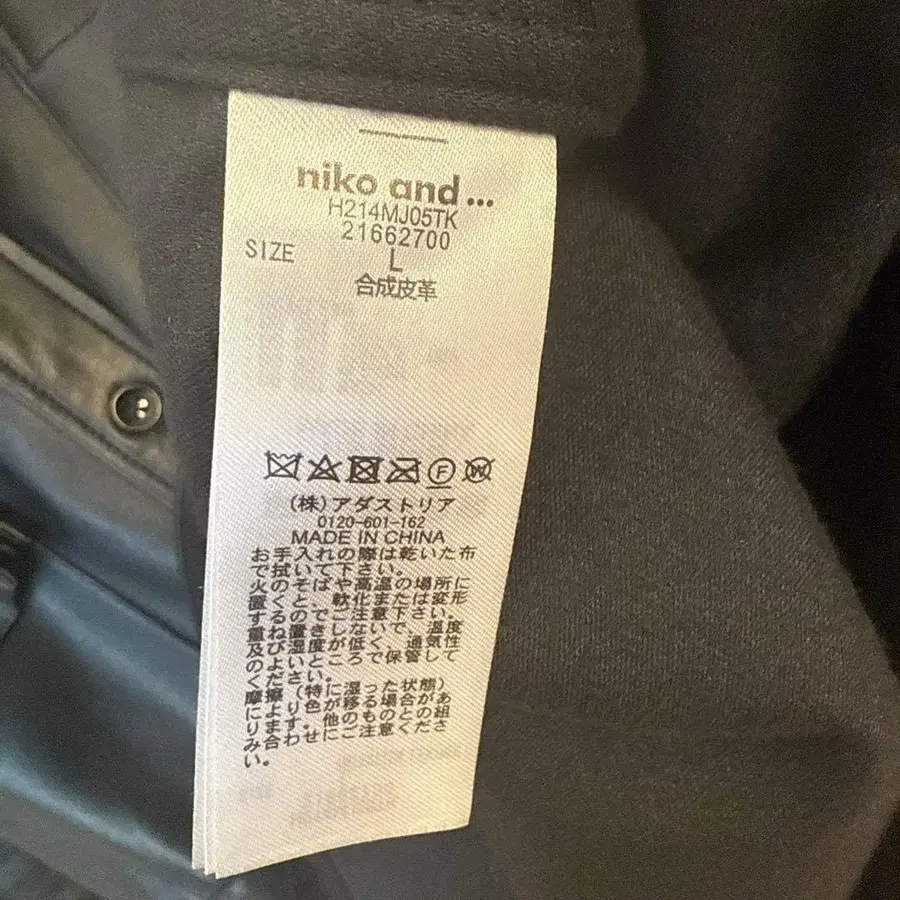 niko and...
H214MJ05TK
21662700
SIZE L
合成皮革
F
W
(株)アダストリア
0120-601-162
MADE IN CHINA
お手入れの際は乾いた布
で拭いて下さい。
火のそばや高温の場所に
置くと、軟化または変形
するのでご注意下さい。
重ね置きしないで、温度
及び湿度が低く、通気性
のよいところで保管して
ください。
摩擦(特に湿った状態)
により色が移る場合があ
ります。他のものとの組
み合わせにご注意くださ
い。